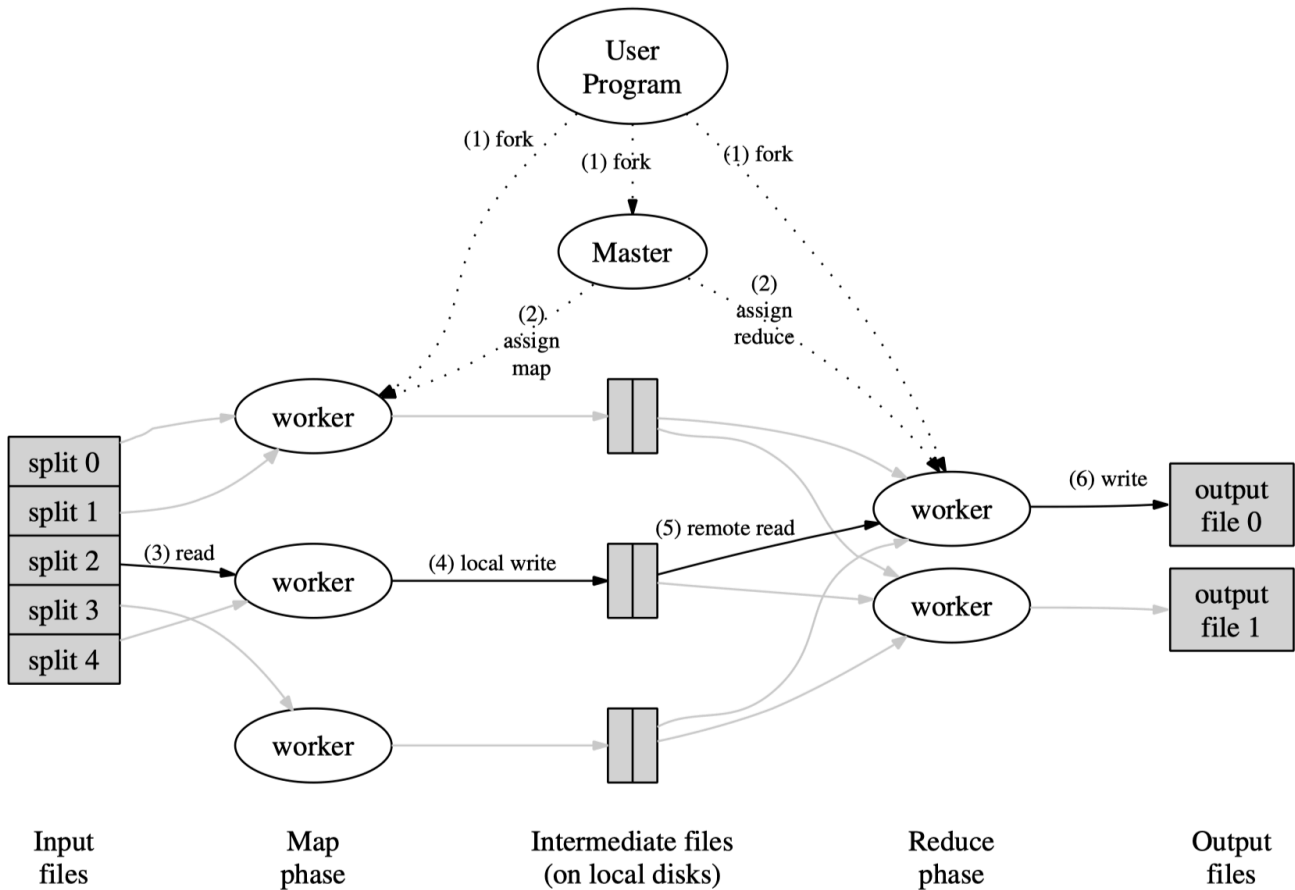 User
Program
(1) fork
(1) fork
(1) fork
Master
(2)
assign
map
(2)
assign
reduce
worker
split 0
split 1
split 2
split 3
split 4
(3) read
worker
(4) local write
worker
(5) remote read
worker
worker
(6) write
output
file 0
output
file 1
Input
files
Map
phase
Intermediate files
(on local disks)
Reduce
phase
Output
files